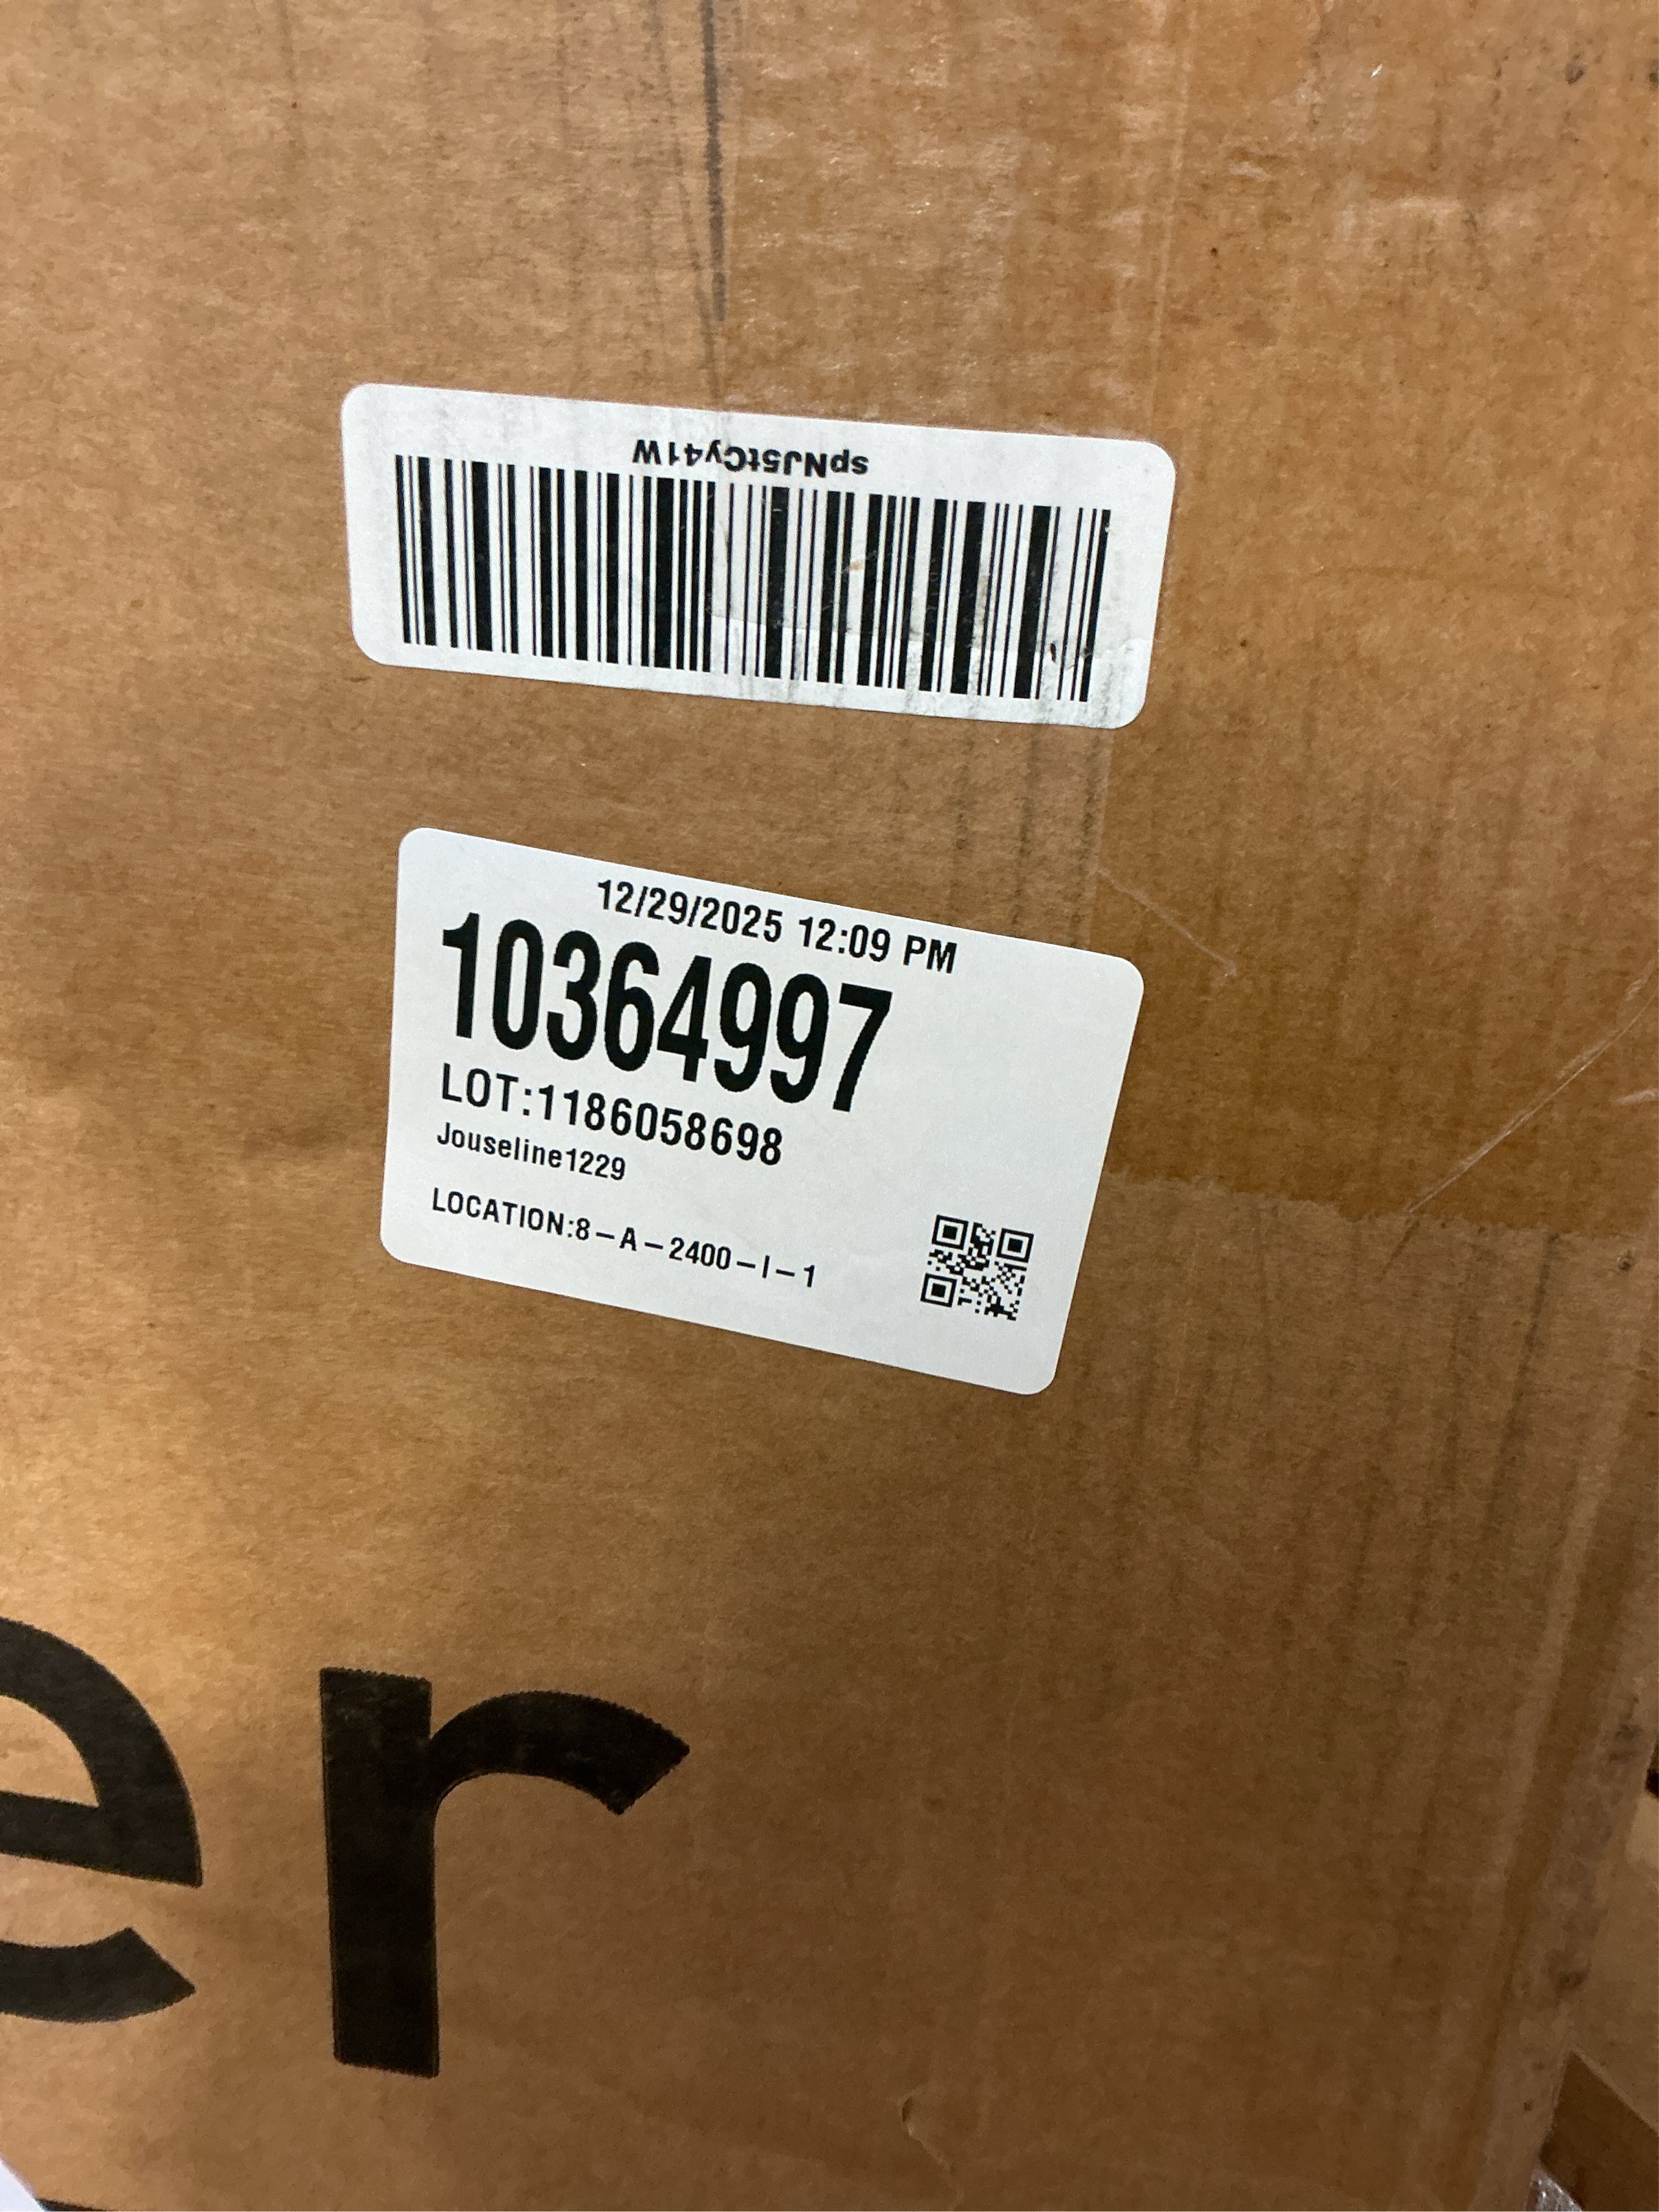 spNJ5tCy41W
12/29/2025 12:09 PM
10364997
LOT:1186058698
Jouseline1229
LOCATION:8-A-2400-I-1
er